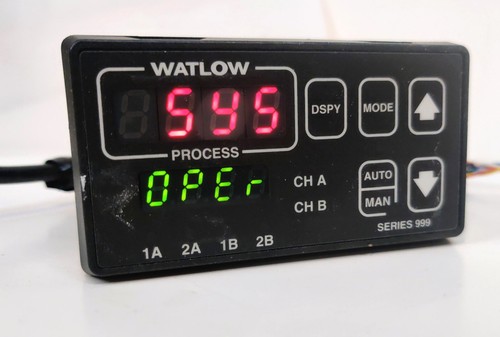 WATLOW
SYS
DSPY MODE
PROCESS
OPEr
CH A
AUTO
CH B
MAN
SERIES 999
1A 2A 1B 2B